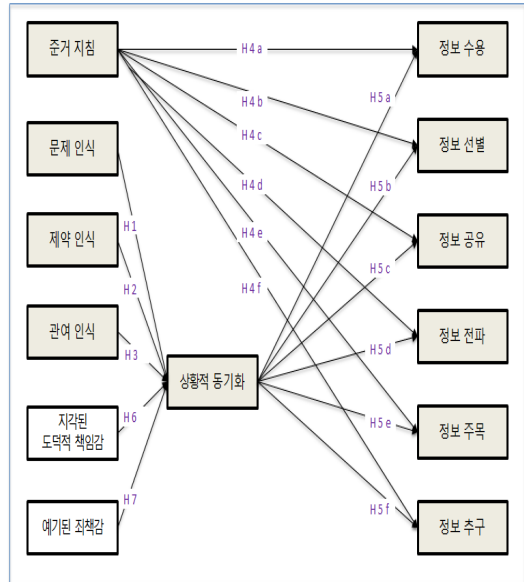 준거 지침
문제 인식
제약 인식
관여 인식
지각된
도덕적 책임감
예기된 죄책감
상황적 동기화
정보 수용
정보 선별
정보 공유
정보 전파
정보 주목
정보 추구
H4a
H4b
H4c
H4d
H4e
H4f
H1
H2
H3
H6
H7
H5a
H5b
H5c
H5d
H5e
H5f